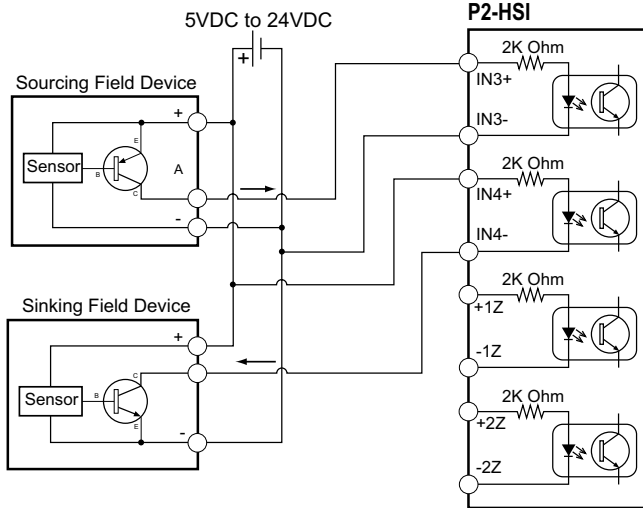 P2-HSI
5VDC to 24VDC
+
2K Ohm
IN3+
IN3-
2K Ohm
IN4+
IN4-
2K Ohm
+1Z
-1Z
2K Ohm
+2Z
-2Z
Sourcing Field Device
+
Sensor
E
B
C
A
-
Sinking Field Device
+
Sensor
C
B
E
-